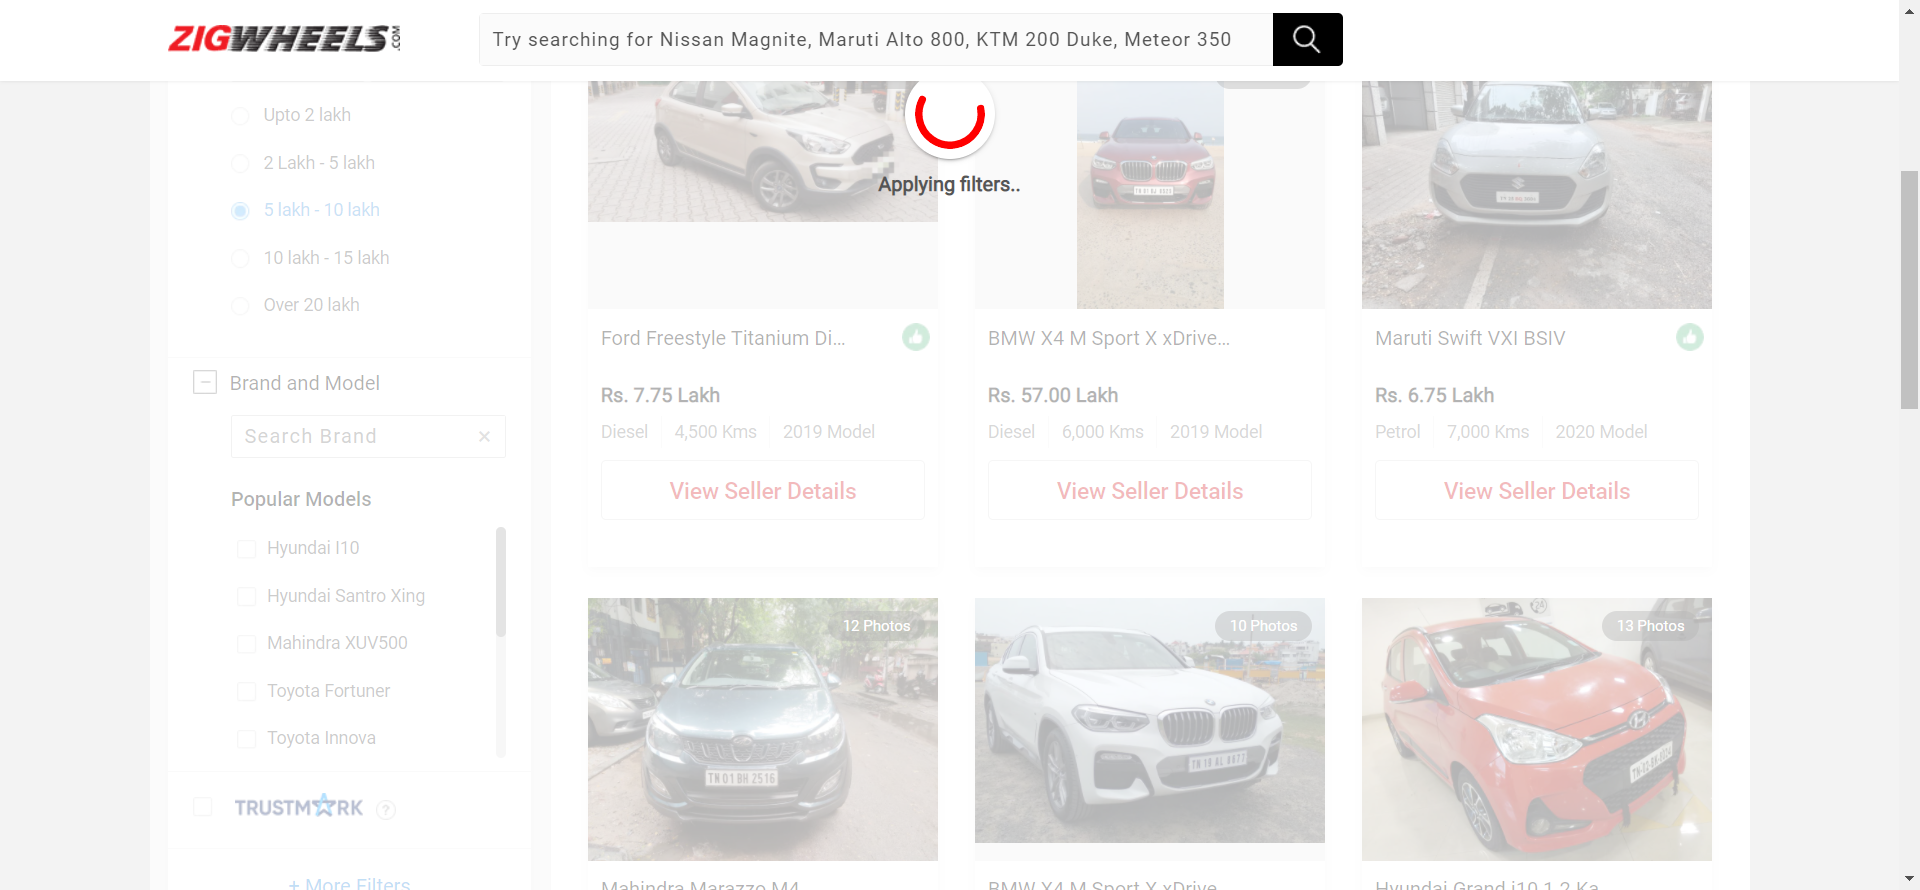 ZIGWHEELS.COM
Try searching for Nissan Magnite, Maruti Alto 800, KTM 200 Duke, Meteor 350
Upto 2 lakh
2 Lakh - 5 lakh
5 lakh - 10 lakh
10 lakh - 15 lakh
Over 20 lakh
Brand and Model
Search Brand
Popular Models
Hyundai I10
Hyundai Santro Xing
Mahindra XUV500
Toyota Fortuner
Toyota Innova
TRUSTMARK ?
+ More Filters
Applying filters..
Ford Freestyle Titanium Di...
Rs. 7.75 Lakh
Diesel 4,500 Kms 2019 Model
View Seller Details
BMW X4 M Sport X xDrive...
Rs. 57.00 Lakh
Diesel 6,000 Kms 2019 Model
View Seller Details
Maruti Swift VXI BSIV
Rs. 6.75 Lakh
Petrol 7,000 Kms 2020 Model
View Seller Details
12 Photos
TN 01 BH 2516
Mahindra Marazzo M4
10 Photos
BMW X4 M Sport X xDrive
13 Photos
Hyundai Grand i10 1.2 Ka